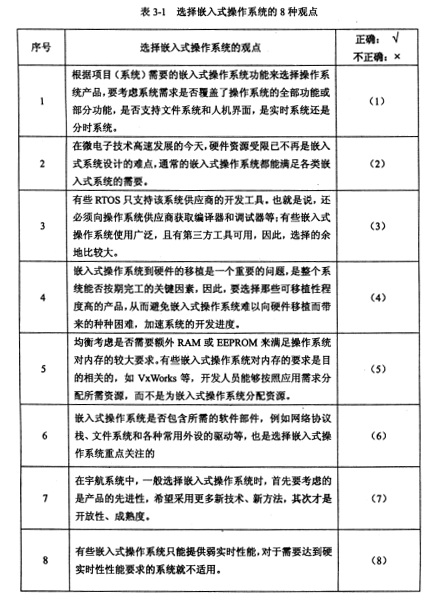 表 3-1 选择嵌入式操作系统的 8 种观点
序号
选择嵌入式操作系统的观点
正确： √
不正确：×
1
根据项目（系统）需要的嵌入式操作系统功能来选择操作系
统产品，要考虑系统需求是否覆盖了操作系统的全部功能或
部分功能，是否支持文件系统和人机界面，是实时系统还是
分时系统。
（1）
2
在微电子技术高速发展的今天，硬件资源受限已不再是嵌入
式系统设计的难点，通常的嵌入式操作系统都能满足各类嵌
入式系统的需要。
（2）
3
有些 RTOS 只支持该系统供应商的开发工具。也就是说，还
必须向操作系统供应商获取编译器和调试器等；有些嵌入式
操作系统使用广泛，且有第三方工具可用，因此，选择的余
地比较大。
（3）
4
嵌入式操作系统到硬件的移植是一个重要的问题，是整个系
统能否按期完工的关键因素，因此，要选择那些可移植性程
度高的产品，从而避免嵌入式操作系统难以向硬件移植而带
来的种种困难，加速系统的开发进度。
（4）
5
均衡考虑是否需要额外 RAM 或 EEPROM 来满足操作系统
对内存的较大要求。有些嵌入式操作系统对内存的要求是目
的相关的，如 VxWorks 等，开发人员能够按照应用需求分
配所需资源，而不是为嵌入式操作系统分配资源。
（5）
6
嵌入式操作系统是否包含所需的软件部件，例如网络协议
栈、文件系统和各种常用外设的驱动等，也是选择嵌入式操
作系统重点关注的
（6）
7
在宇航系统中，一般选择嵌入式操作系统时，首先要考虑的
是产品的先进性，希望采用更多新技术、新方法，其次才是
开放性、成熟度。
（7）
8
有些嵌入式操作系统只能提供弱实时性能，对于需要达到硬
实时性性能要求的系统就不适用。
（8）